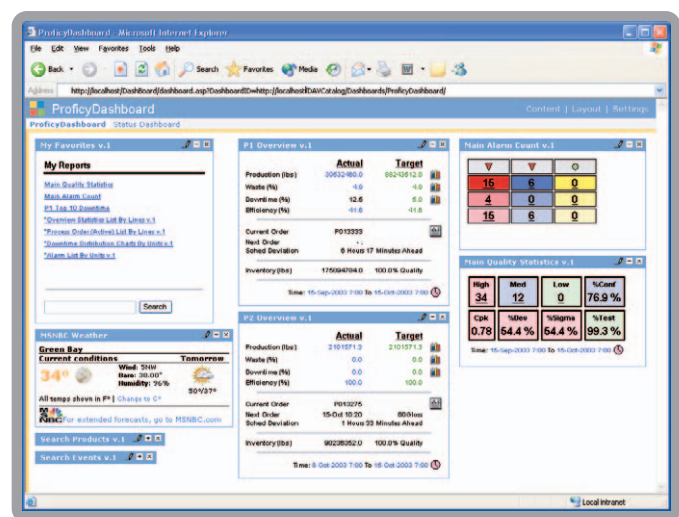 ProficyDashboard - Microsoft Internet Explorer
File Edit View Favorites Tools Help
Back Search Favorites Media
Address http://localhost/DashBoard/dashboard.asp?DashboardID=http://localhost/DAVCatalog/Dashboards/ProficyDashboard/
ProficyDashboard
Content | Layout | Settings
ProficyDashboard Status Dashboard
My Favorites v.1
My Reports
Main Quality Statistics
Main Alarm Count
P1 Top 10 Downtime
*Overview Statistics List By Lines v.1
*Process Order (Active) List By Lines v.1
*Downtime Distribution Charts By Units v.1
*Alarm List By Units v.1
Search
MSNBC Weather
Green Bay
Current conditions Tomorrow
34°
Wind: SNW
Baro: 30.00"
Humidity: 96%
50°/37°
All temps shown in F° | Change to C°
For extended forecasts, go to MSNBC.com
Search Products v.1
Search Events v.1
P1 Overview v.1
Actual Target
Production (lbs)
Waste (%)
Downtime (%) 12.6 5.0
Efficiency (%)
Current Order P013333
Next Order - :
Sched Deviation 6 Hours 17 Minutes Ahead
Inventory (lbs) 175094784.0 100.0% Quality
Time: 15-Sep-2003 7:00 To 15-Oct-2003 7:00
P2 Overview v.1
Actual Target
Production (lbs) 2101571.3 2101571.3
Waste (%) 0.0 0.0
Downtime (%) 0.0 0.0
Efficiency (%) 100.0 100.0
Current Order P013275
Next Order 15-Oct 10:20
Sched Deviation 1 Hours 33 Minutes Ahead
Inventory (lbs) 90238352.0 100.0% Quality
Time: 8-Oct-2003 7:00 To 15-Oct-2003 7:00
Main Alarm Count v.1
15 6 0
4 0 0
15 6 0
Main Quality Statistics v.1
High Med Low %Conf
34 12 0 76.9 %
Cpk %Dev %Sigma %Test
0.78 54.4 % 54.4 % 99.3 %
Time: 15-Sep-2003 7:00 To 15-Oct-2003 7:00
Local intranet